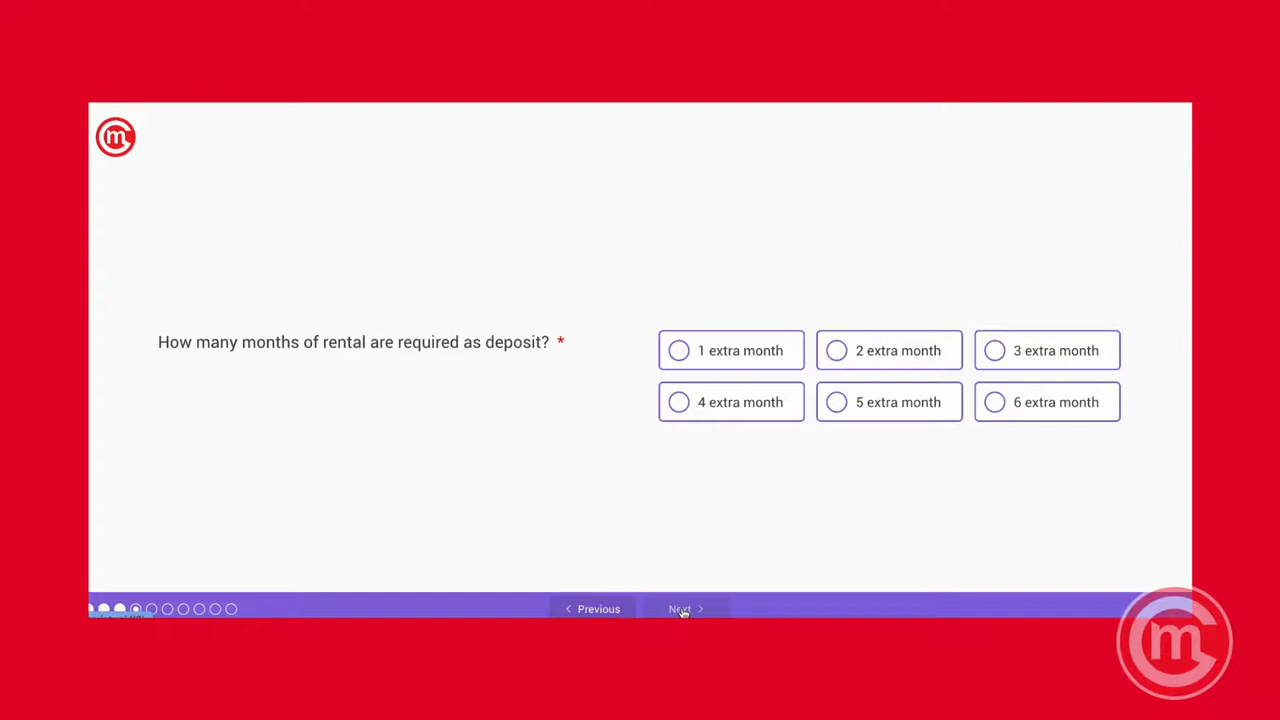 m
How many months of rental are required as deposit? *
1 extra month
2 extra month
3 extra month
4 extra month
5 extra month
6 extra month
< Previous
Next >
m